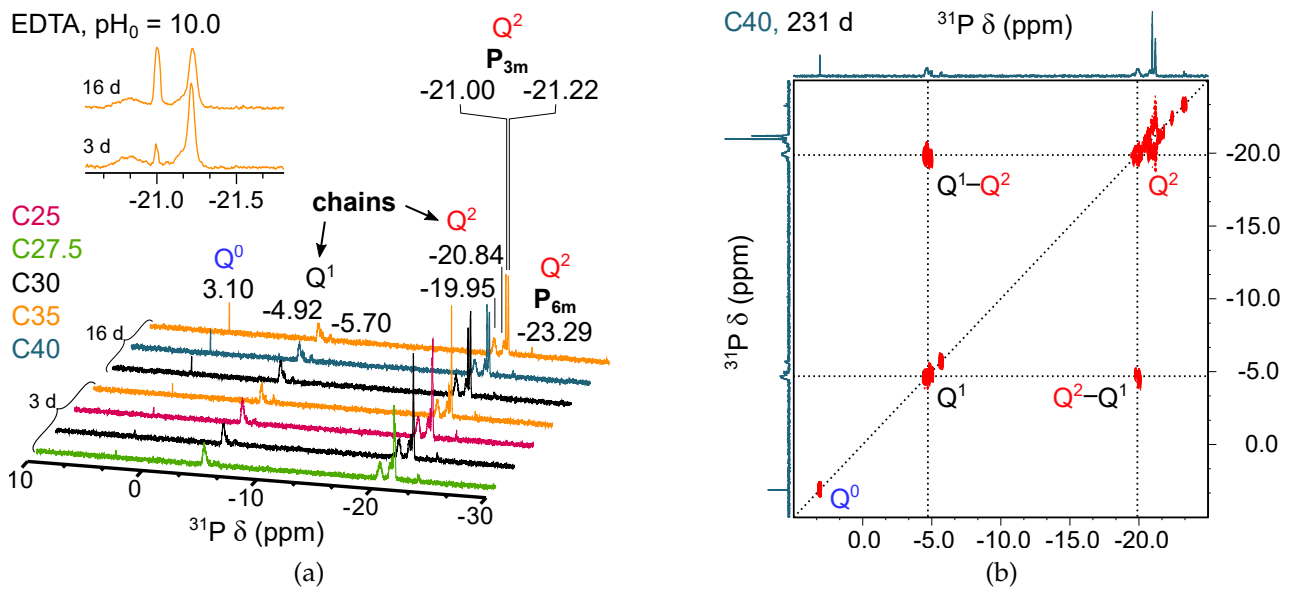 EDTA, pH₀ = 10.0
16 d
3 d
-21.0 -21.5
Q²
P₃ₘ
-21.00 -21.22
C25
C27.5
C30
C35
C40
chains
Q⁰
3.10
Q¹
-4.92
-5.70
Q²
-20.84
-19.95
Q²
P₆ₘ
-23.29
16 d
3 d
10 0 -10 -20 -30
³¹P δ (ppm)
(a)
C40, 231 d
³¹P δ (ppm)
³¹P δ (ppm)
-20.0
-15.0
-10.0
-5.0
0.0
Q¹–Q²
Q²
Q¹
Q²–Q¹
Q⁰
0.0 -5.0 -10.0 -15.0 -20.0
(b)